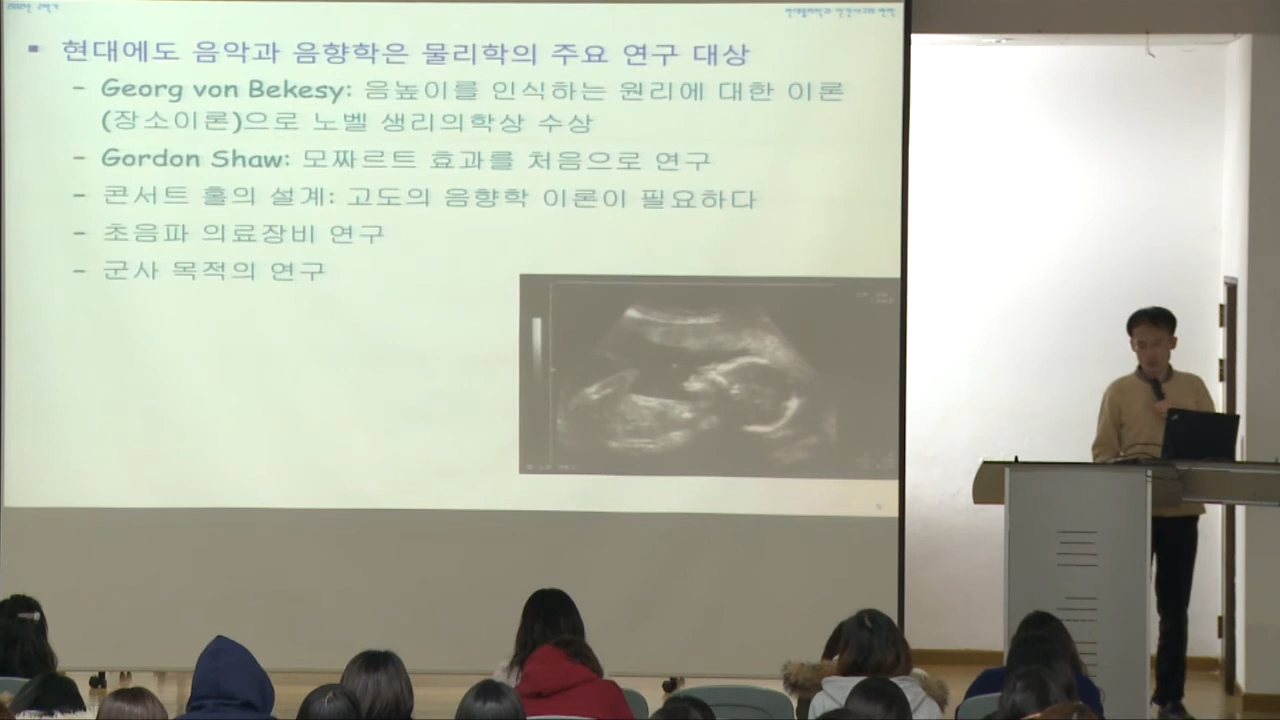 현대에도 음악과 음향학은 물리학의 주요 연구 대상
- Georg von Bekesy: 음높이를 인식하는 원리에 대한 이론
(장소이론)으로 노벨 생리의학상 수상
- Gordon Shaw: 모짜르트 효과를 처음으로 연구
- 콘서트 홀의 설계: 고도의 음향학 이론이 필요하다
- 초음파 의료장비 연구
- 군사 목적의 연구